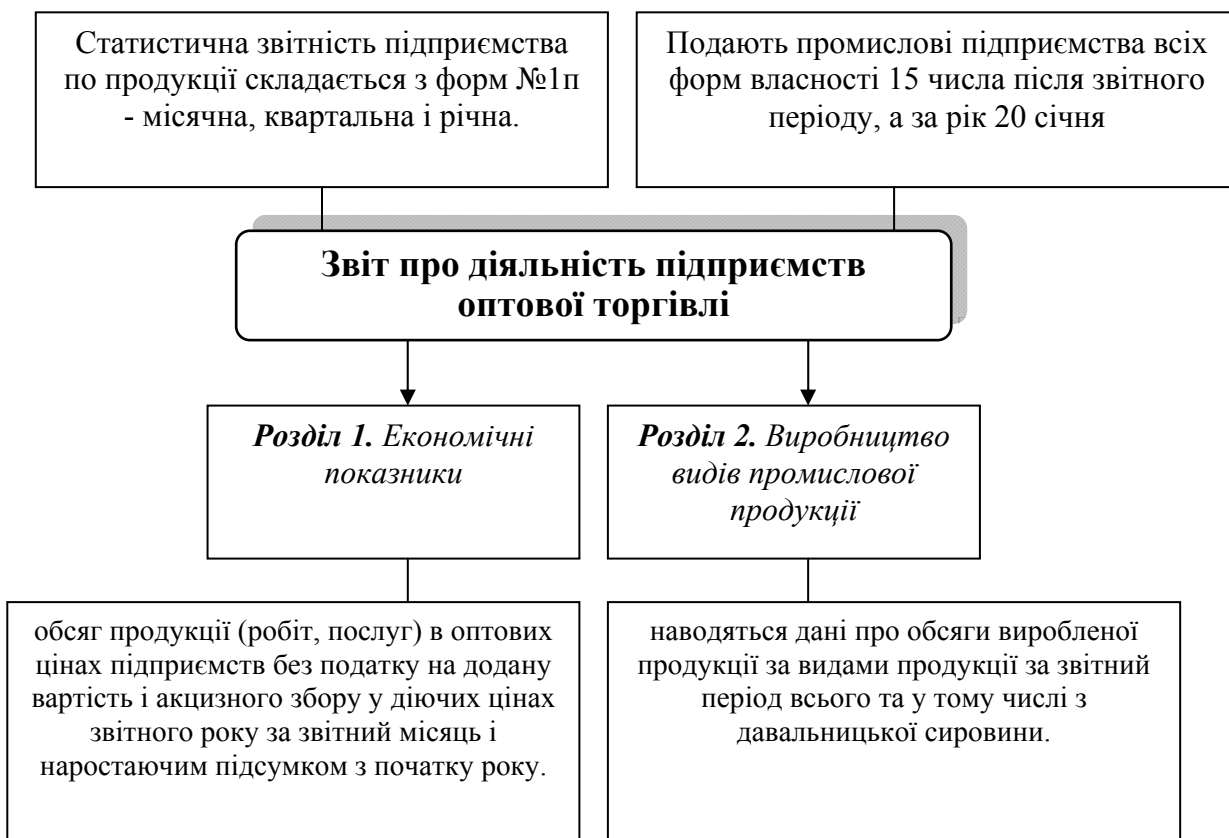 Статистична звітність підприємства
по продукції складається з форм №1п
- місячна, квартальна і річна.
Подають промислові підприємства всіх
форм власності 15 числа після звітного
періоду, а за рік 20 січня
Звіт про діяльність підприємств
оптової торгівлі
Розділ 1. Економічні
показники
Розділ 2. Виробництво
видів промислової
продукції
обсяг продукції (робіт, послуг) в оптових
цінах підприємств без податку на додану
вартість і акцизного збору у діючих цінах
звітного року за звітний місяць і
наростаючим підсумком з початку року.
наводяться дані про обсяги виробленої
продукції за видами продукції за звітний
період всього та у тому числі з
давальницької сировини.